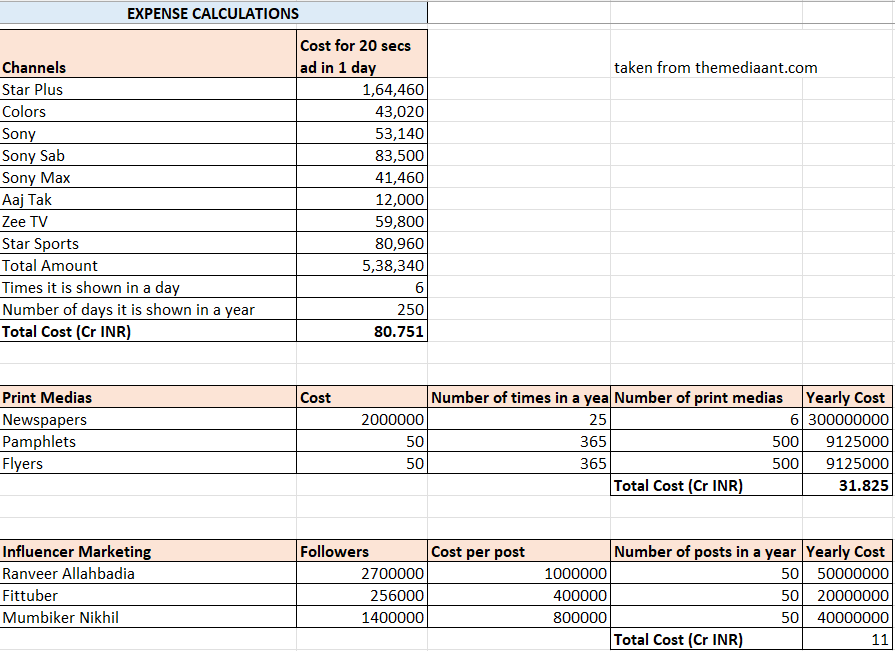 EXPENSE CALCULATIONS
Channels Cost for 20 secs ad in 1 day
taken from themediaant.com
Star Plus 1,64,460
Colors 43,020
Sony 53,140
Sony Sab 83,500
Sony Max 41,460
Aaj Tak 12,000
Zee TV 59,800
Star Sports 80,960
Total Amount 5,38,340
Times it is shown in a day 6
Number of days it is shown in a year 250
Total Cost (Cr INR) 80.751
Print Medias Cost Number of times in a yea Number of print medias Yearly Cost
Newspapers 2000000 25 6 300000000
Pamphlets 50 365 500 9125000
Flyers 50 365 500 9125000
Total Cost (Cr INR) 31.825
Influencer Marketing Followers Cost per post Number of posts in a year Yearly Cost
Ranveer Allahbadia 2700000 1000000 50 50000000
Fittuber 256000 400000 50 20000000
Mumbiker Nikhil 1400000 800000 50 40000000
Total Cost (Cr INR) 11